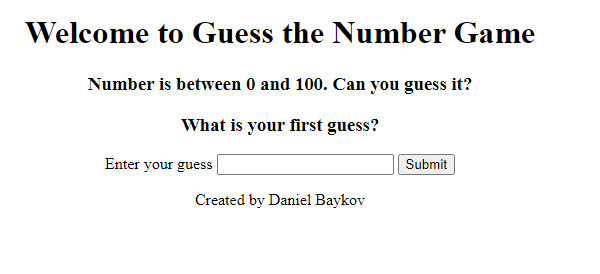 Welcome to Guess the Number Game
Number is between 0 and 100. Can you guess it?
What is your first guess?
Enter your guess Submit
Created by Daniel Baykov